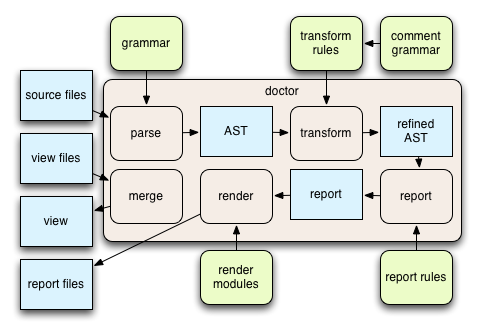 grammar
transform
rules
comment
grammar
doctor
source files
parse
AST
transform
refined
AST
view files
merge
render
report
report
view
report files
render
modules
report rules